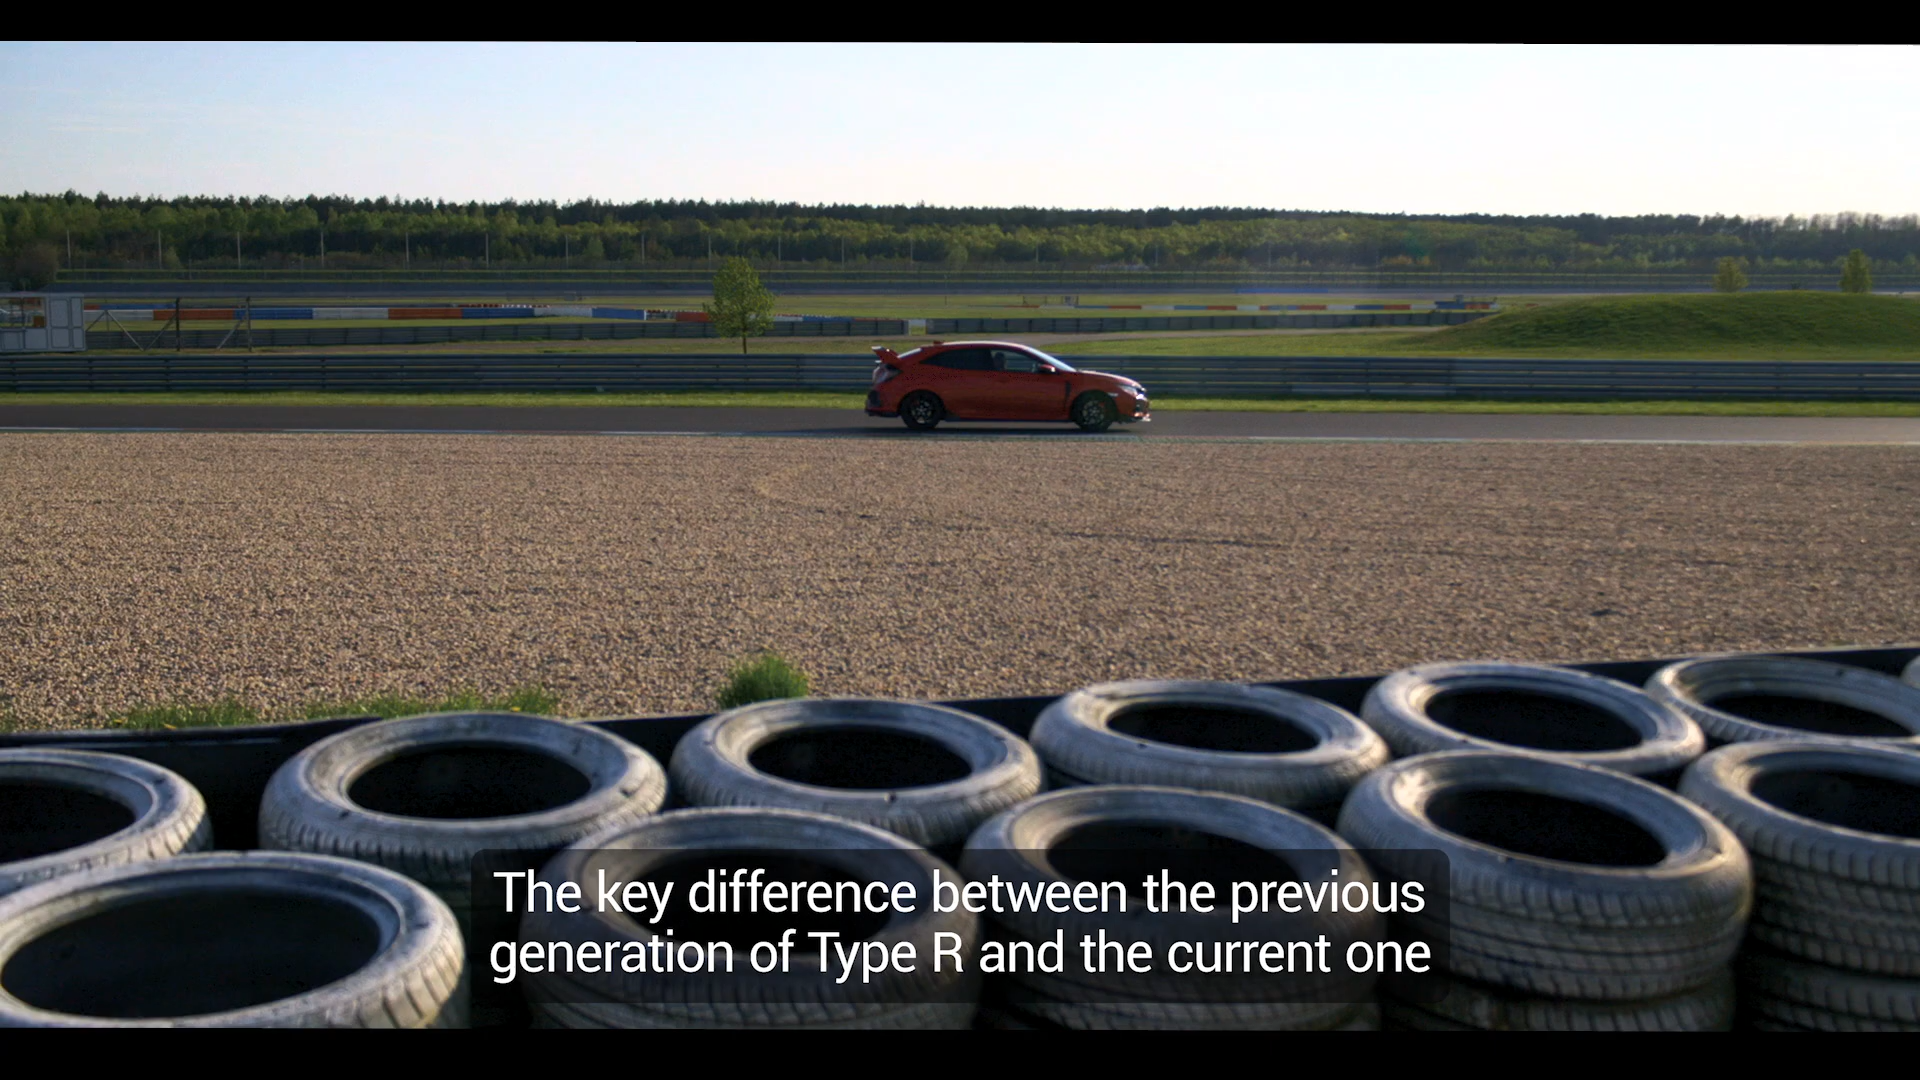 The key difference between the previous
generation of Type R and the current one